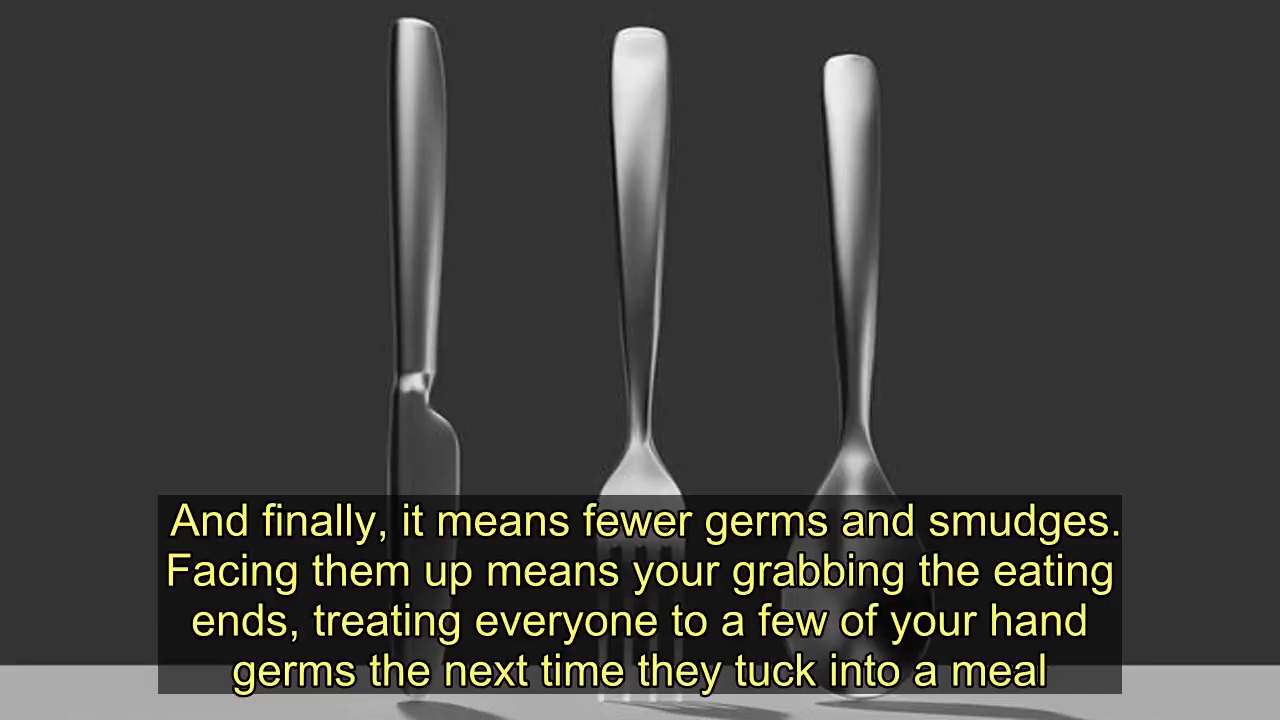 And finally, it means fewer germs and smudges.
Facing them up means your grabbing the eating
ends, treating everyone to a few of your hand
germs the next time they tuck into a meal